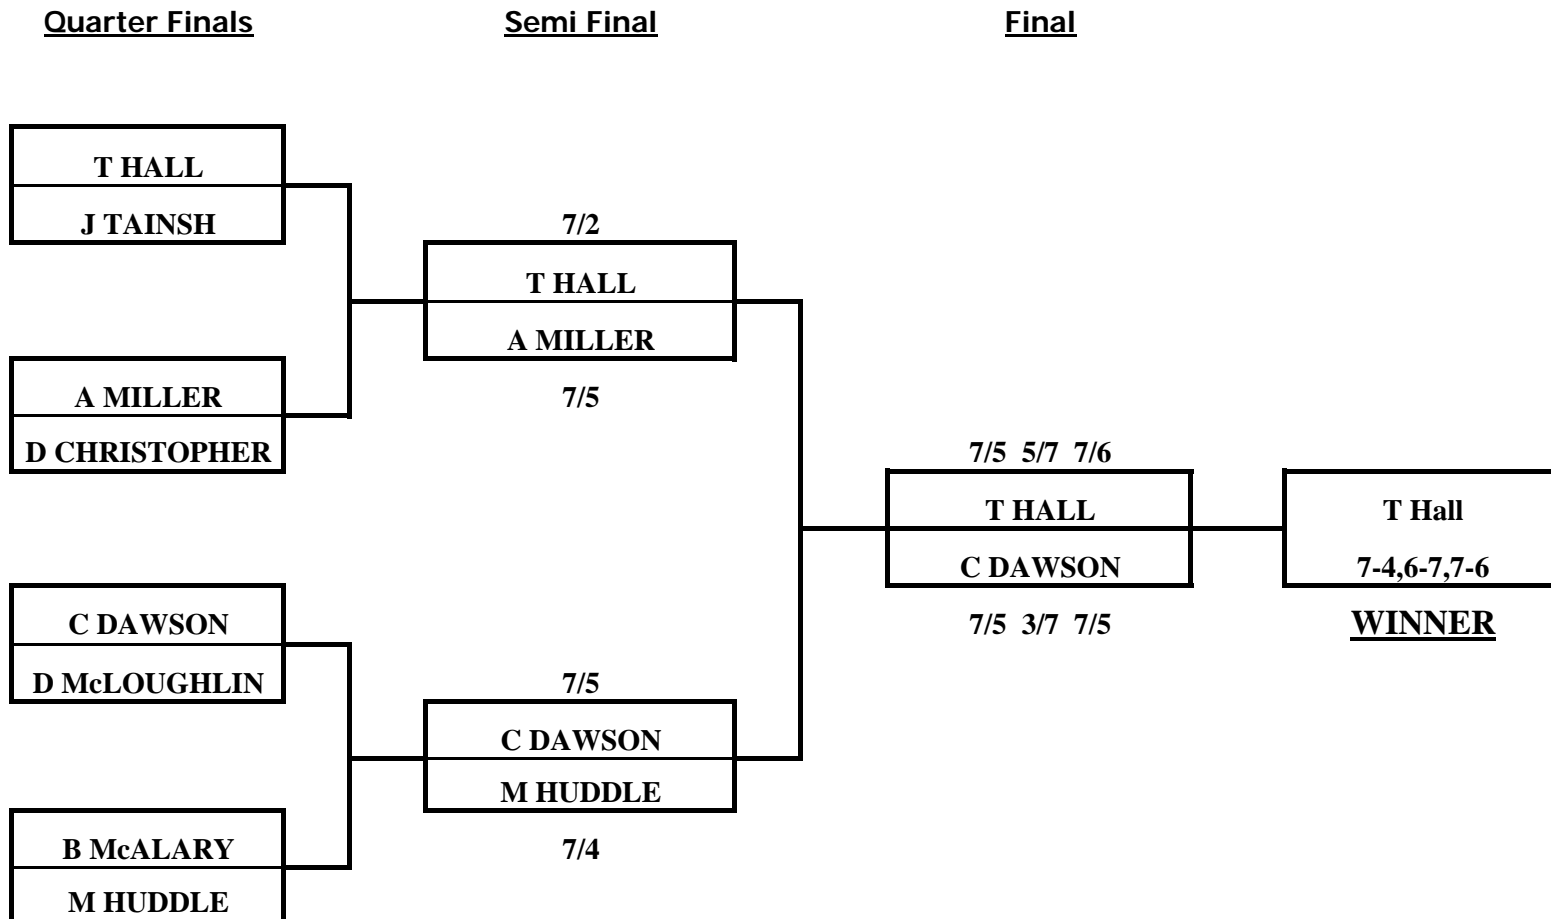 Quarter Finals
Semi Final
Final
T HALL
J TAINSH
7/2
T HALL
A MILLER
7/5
A MILLER
D CHRISTOPHER
7/5 5/7 7/6
T HALL
C DAWSON
7/5 3/7 7/5
T Hall
7-4,6-7,7-6
WINNER
C DAWSON
D McLOUGHLIN
7/5
C DAWSON
M HUDDLE
7/4
B McALARY
M HUDDLE